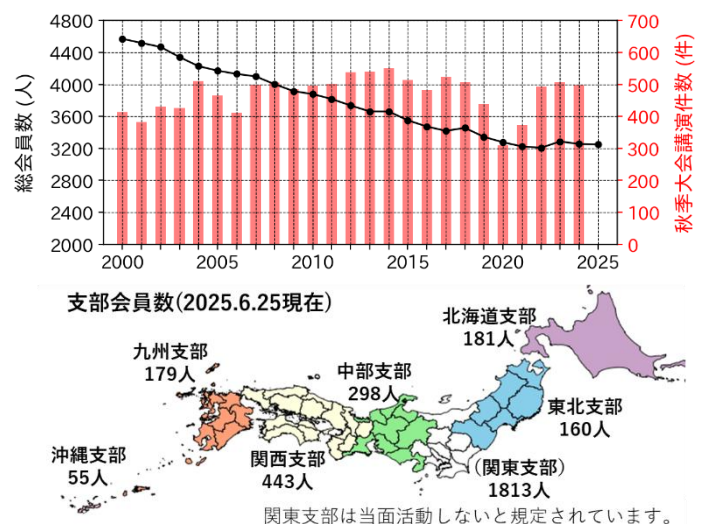 4800
4400
4000
3600
3200
2800
2400
2000
総会員数 (人)
700
600
500
400
300
200
100
0
秋季大会講演件数 (件)
2000 2005 2010 2015 2020 2025
支部会員数(2025.6.25現在)
北海道支部
181人
九州支部
179人
中部支部
298人
東北支部
160人
沖縄支部
55人
関西支部
443人
(関東支部)
1813人
関東支部は当面活動しないと規定されています。